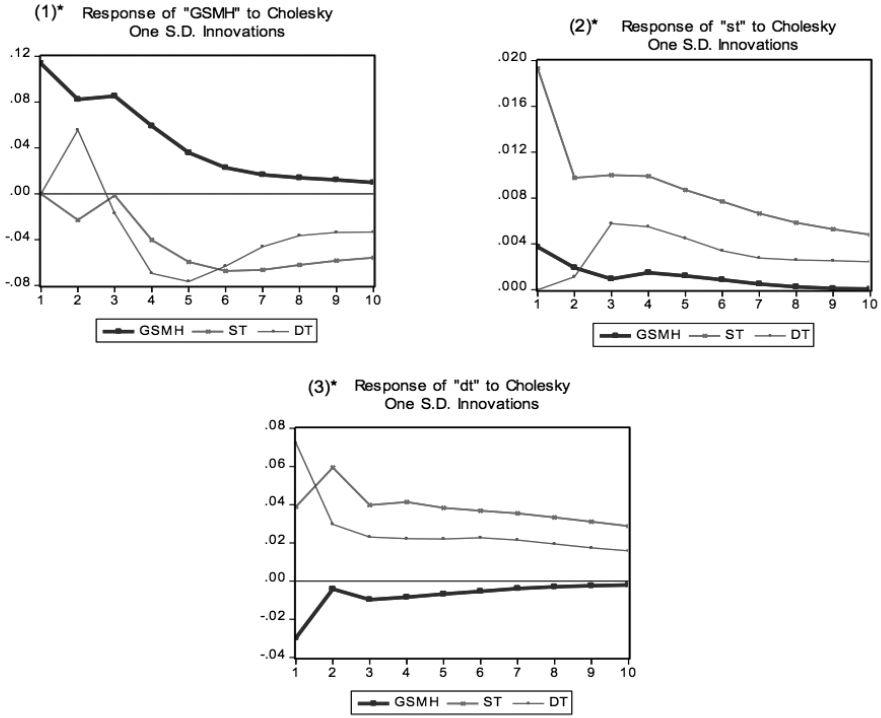 (1)* Response of "GSMH" to Cholesky
One S.D. Innovations
.12
.08
.04
.00
-.04
-.08
1 2 3 4 5 6 7 8 9 10
GSMH ST DT
(2)* Response of "st" to Cholesky
One S.D. Innovations
.020
.016
.012
.008
.004
.000
1 2 3 4 5 6 7 8 9 10
GSMH ST DT
(3)* Response of "dt" to Cholesky
One S.D. Innovations
.08
.06
.04
.02
.00
-.02
-.04
1 2 3 4 5 6 7 8 9 10
GSMH ST DT